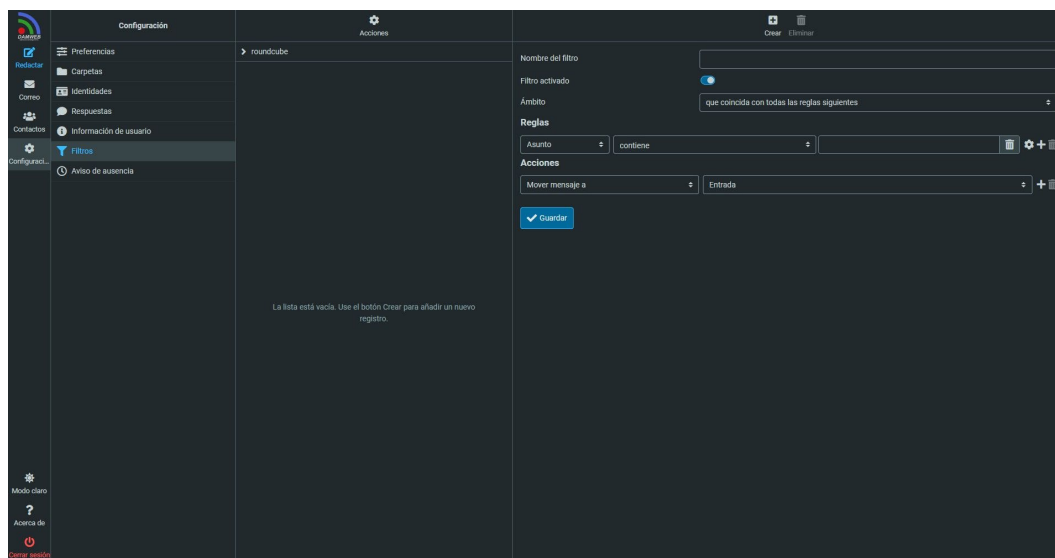 GAMWEB
Redactar
Correo
Contactos
Configuraci...
Modo claro
Acerca de
Cerrar sesión
Configuración
Preferencias
Carpetas
Identidades
Respuestas
Información de usuario
Filtros
Aviso de ausencia
Acciones
roundcube
La lista está vacía. Use el botón Crear para añadir un nuevo
registro.
Crear Eliminar
Nombre del filtro
Filtro activado
Ámbito que coincida con todas las reglas siguientes
Reglas
Asunto contiene
Acciones
Mover mensaje a Entrada
Guardar